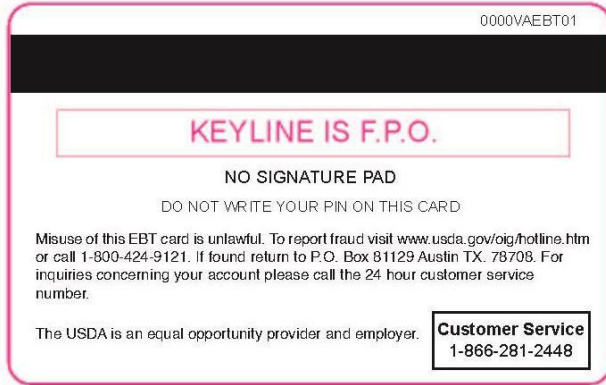 0000VAEBT01
KEYLINE IS F.P.O.
NO SIGNATURE PAD
DO NOT WRITE YOUR PIN ON THIS CARD
Misuse of this EBT card is unlawful. To report fraud visit www.usda.gov/oig/hotline.htm
or call 1-800-424-9121. If found return to P.O. Box 81129 Austin TX. 78708. For
inquiries concerning your account please call the 24 hour customer service
number.
The USDA is an equal opportunity provider and employer.
Customer Service
1-866-281-2448